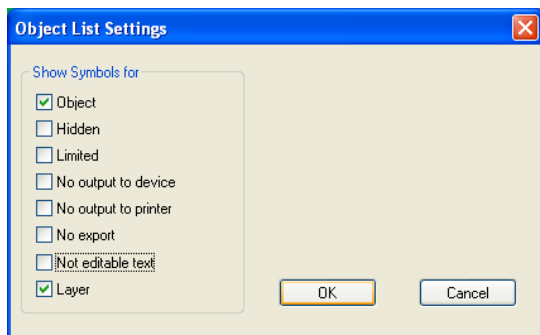 Object List Settings
Show Symbols for
Object
Hidden
Limited
No output to device
No output to printer
No export
Not editable text
Layer
OK
Cancel